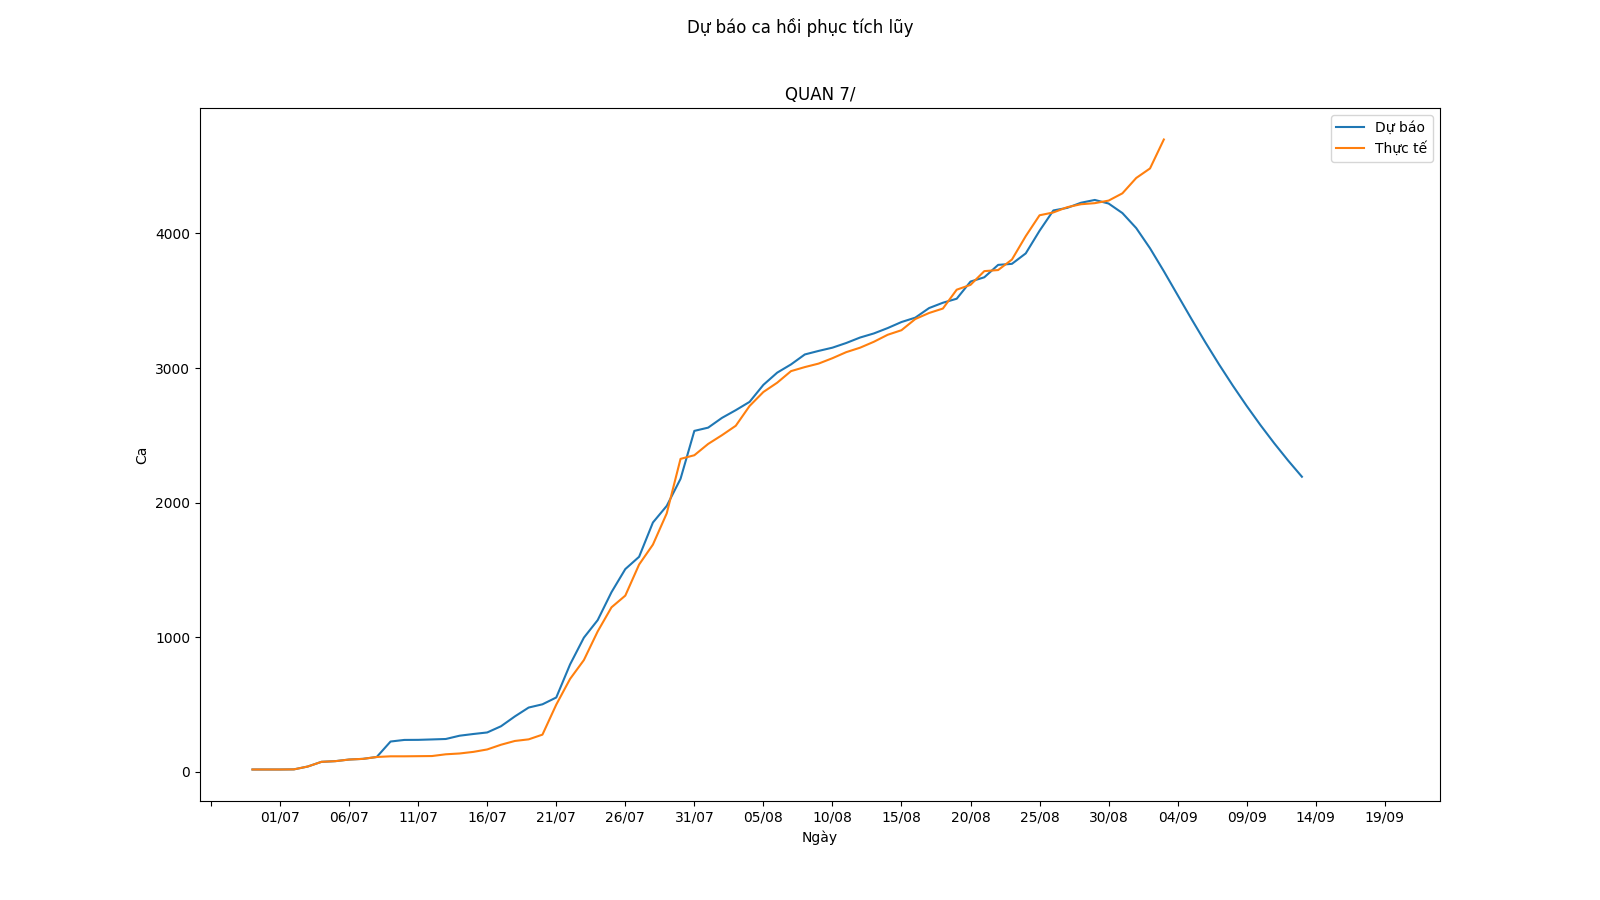 Dự báo ca hồi phục tích lũy
QUAN 7/
Dự báo
Thực tế
4000
3000
2000
1000
0
Ca
01/07 06/07 11/07 16/07 21/07 26/07 31/07 05/08 10/08 15/08 20/08 25/08 30/08 04/09 09/09 14/09 19/09
Ngày